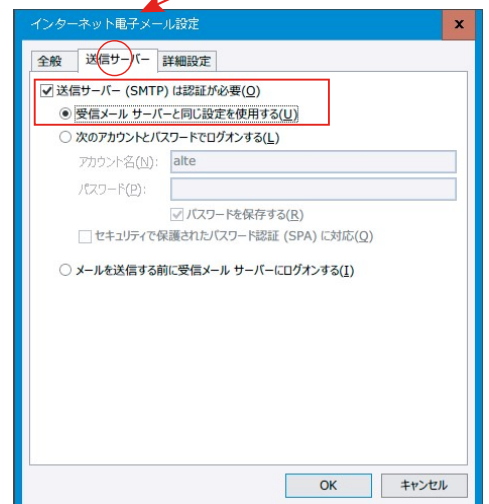 インターネット電子メール設定 x
全般 送信サーバー 詳細設定
送信サーバー (SMTP) は認証が必要(O)
受信メール サーバーと同じ設定を使用する(U)
次のアカウントとパスワードでログオンする(L)
アカウント名(N): alte
パスワード(P):
パスワードを保存する(R)
セキュリティで保護されたパスワード認証 (SPA) に対応(Q)
メールを送信する前に受信メール サーバーにログオンする(I)
OK キャンセル